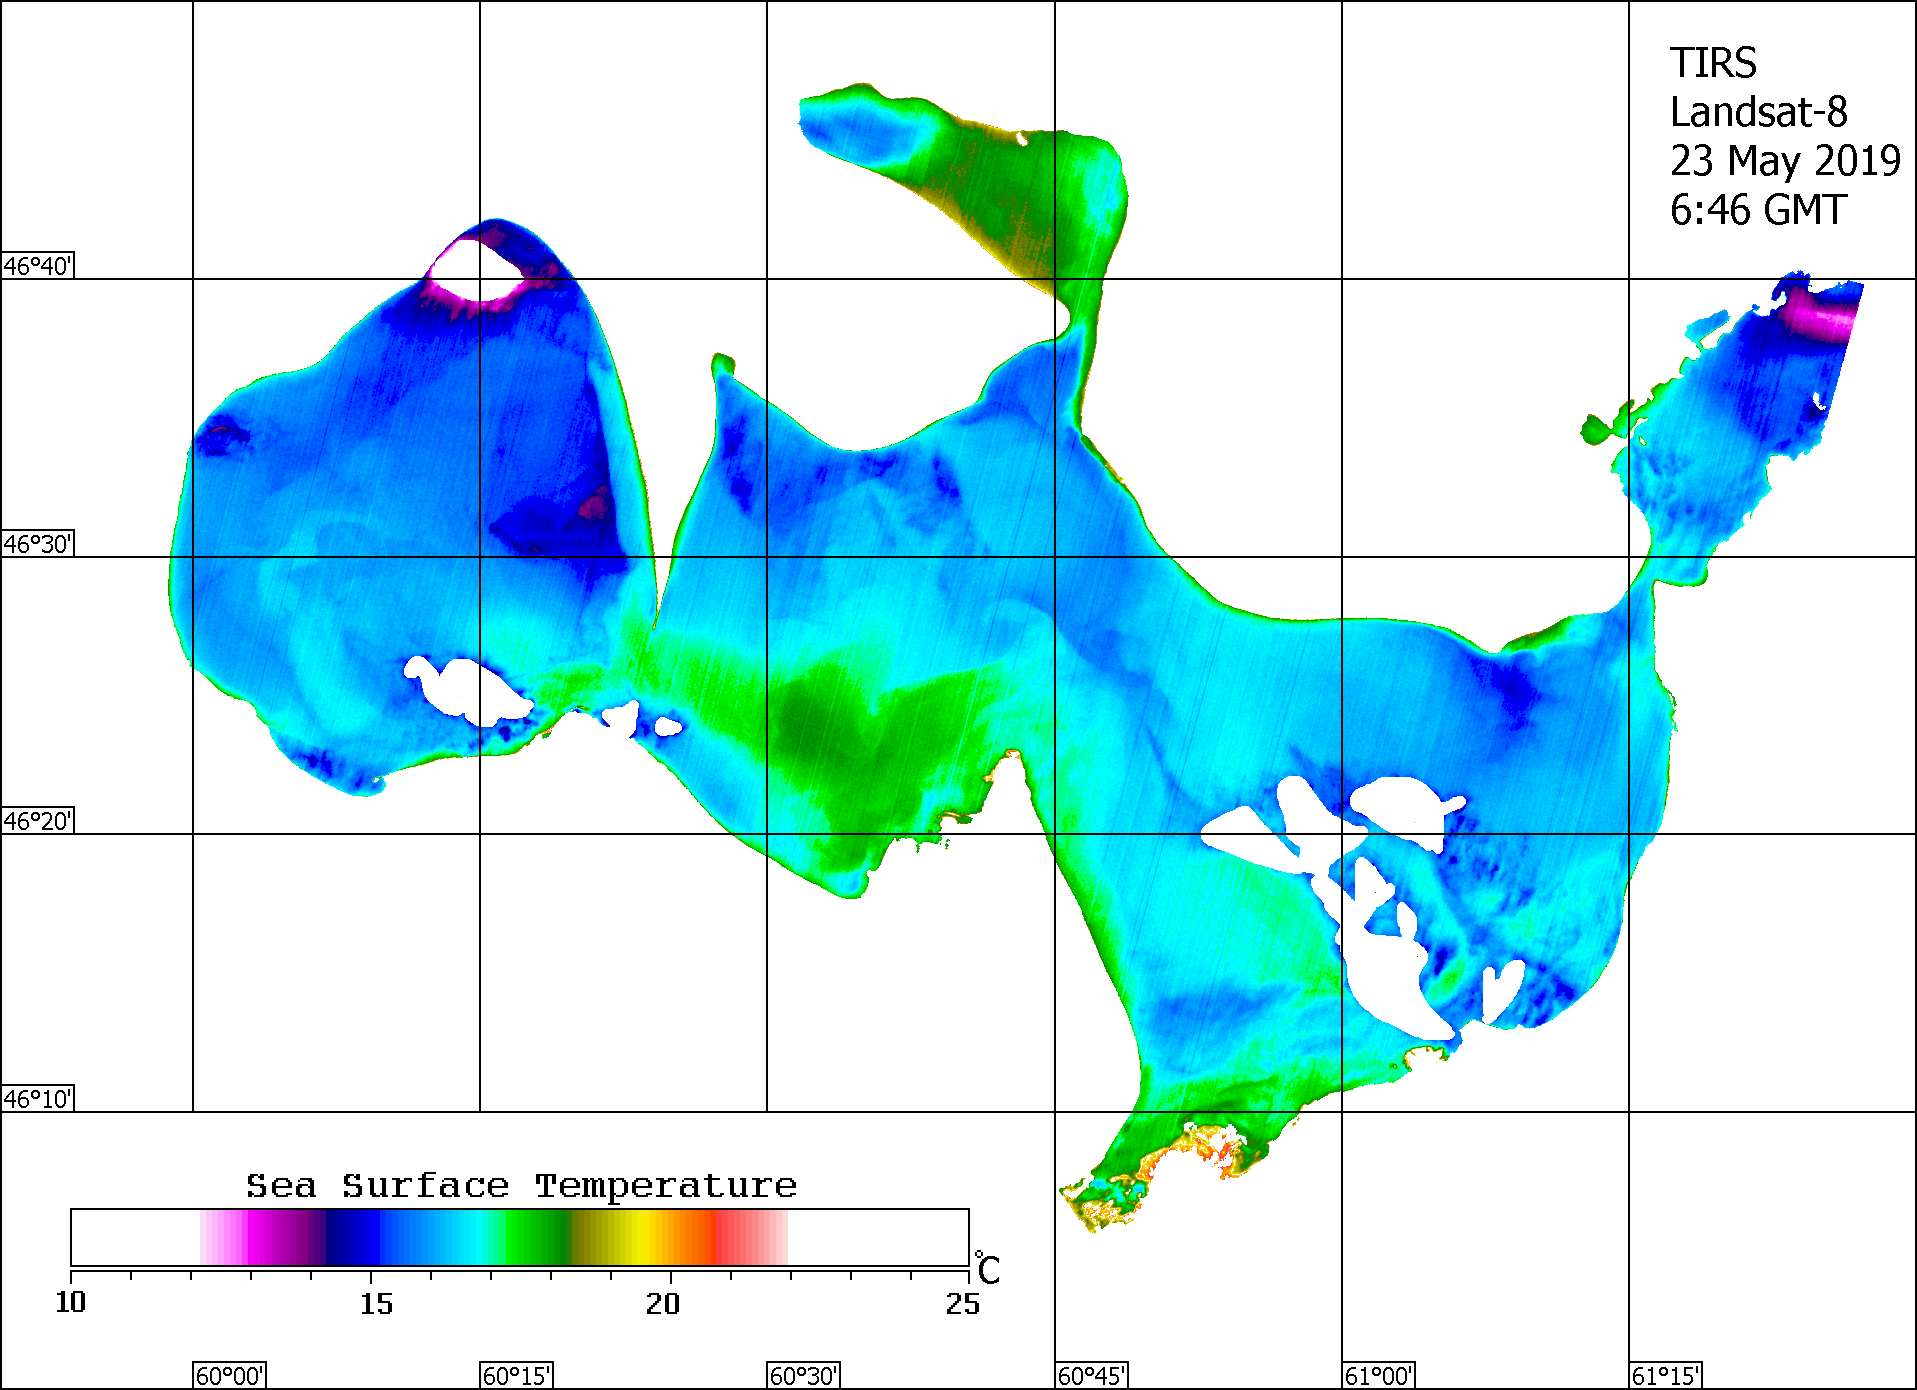 TIRS
Landsat-8
23 May 2019
6:46 GMT
46°40'
46°30'
46°20'
46°10'
Sea Surface Temperature
°C
10 15 20 25
60°00' 60°15' 60°30' 60°45' 61°00' 61°15'